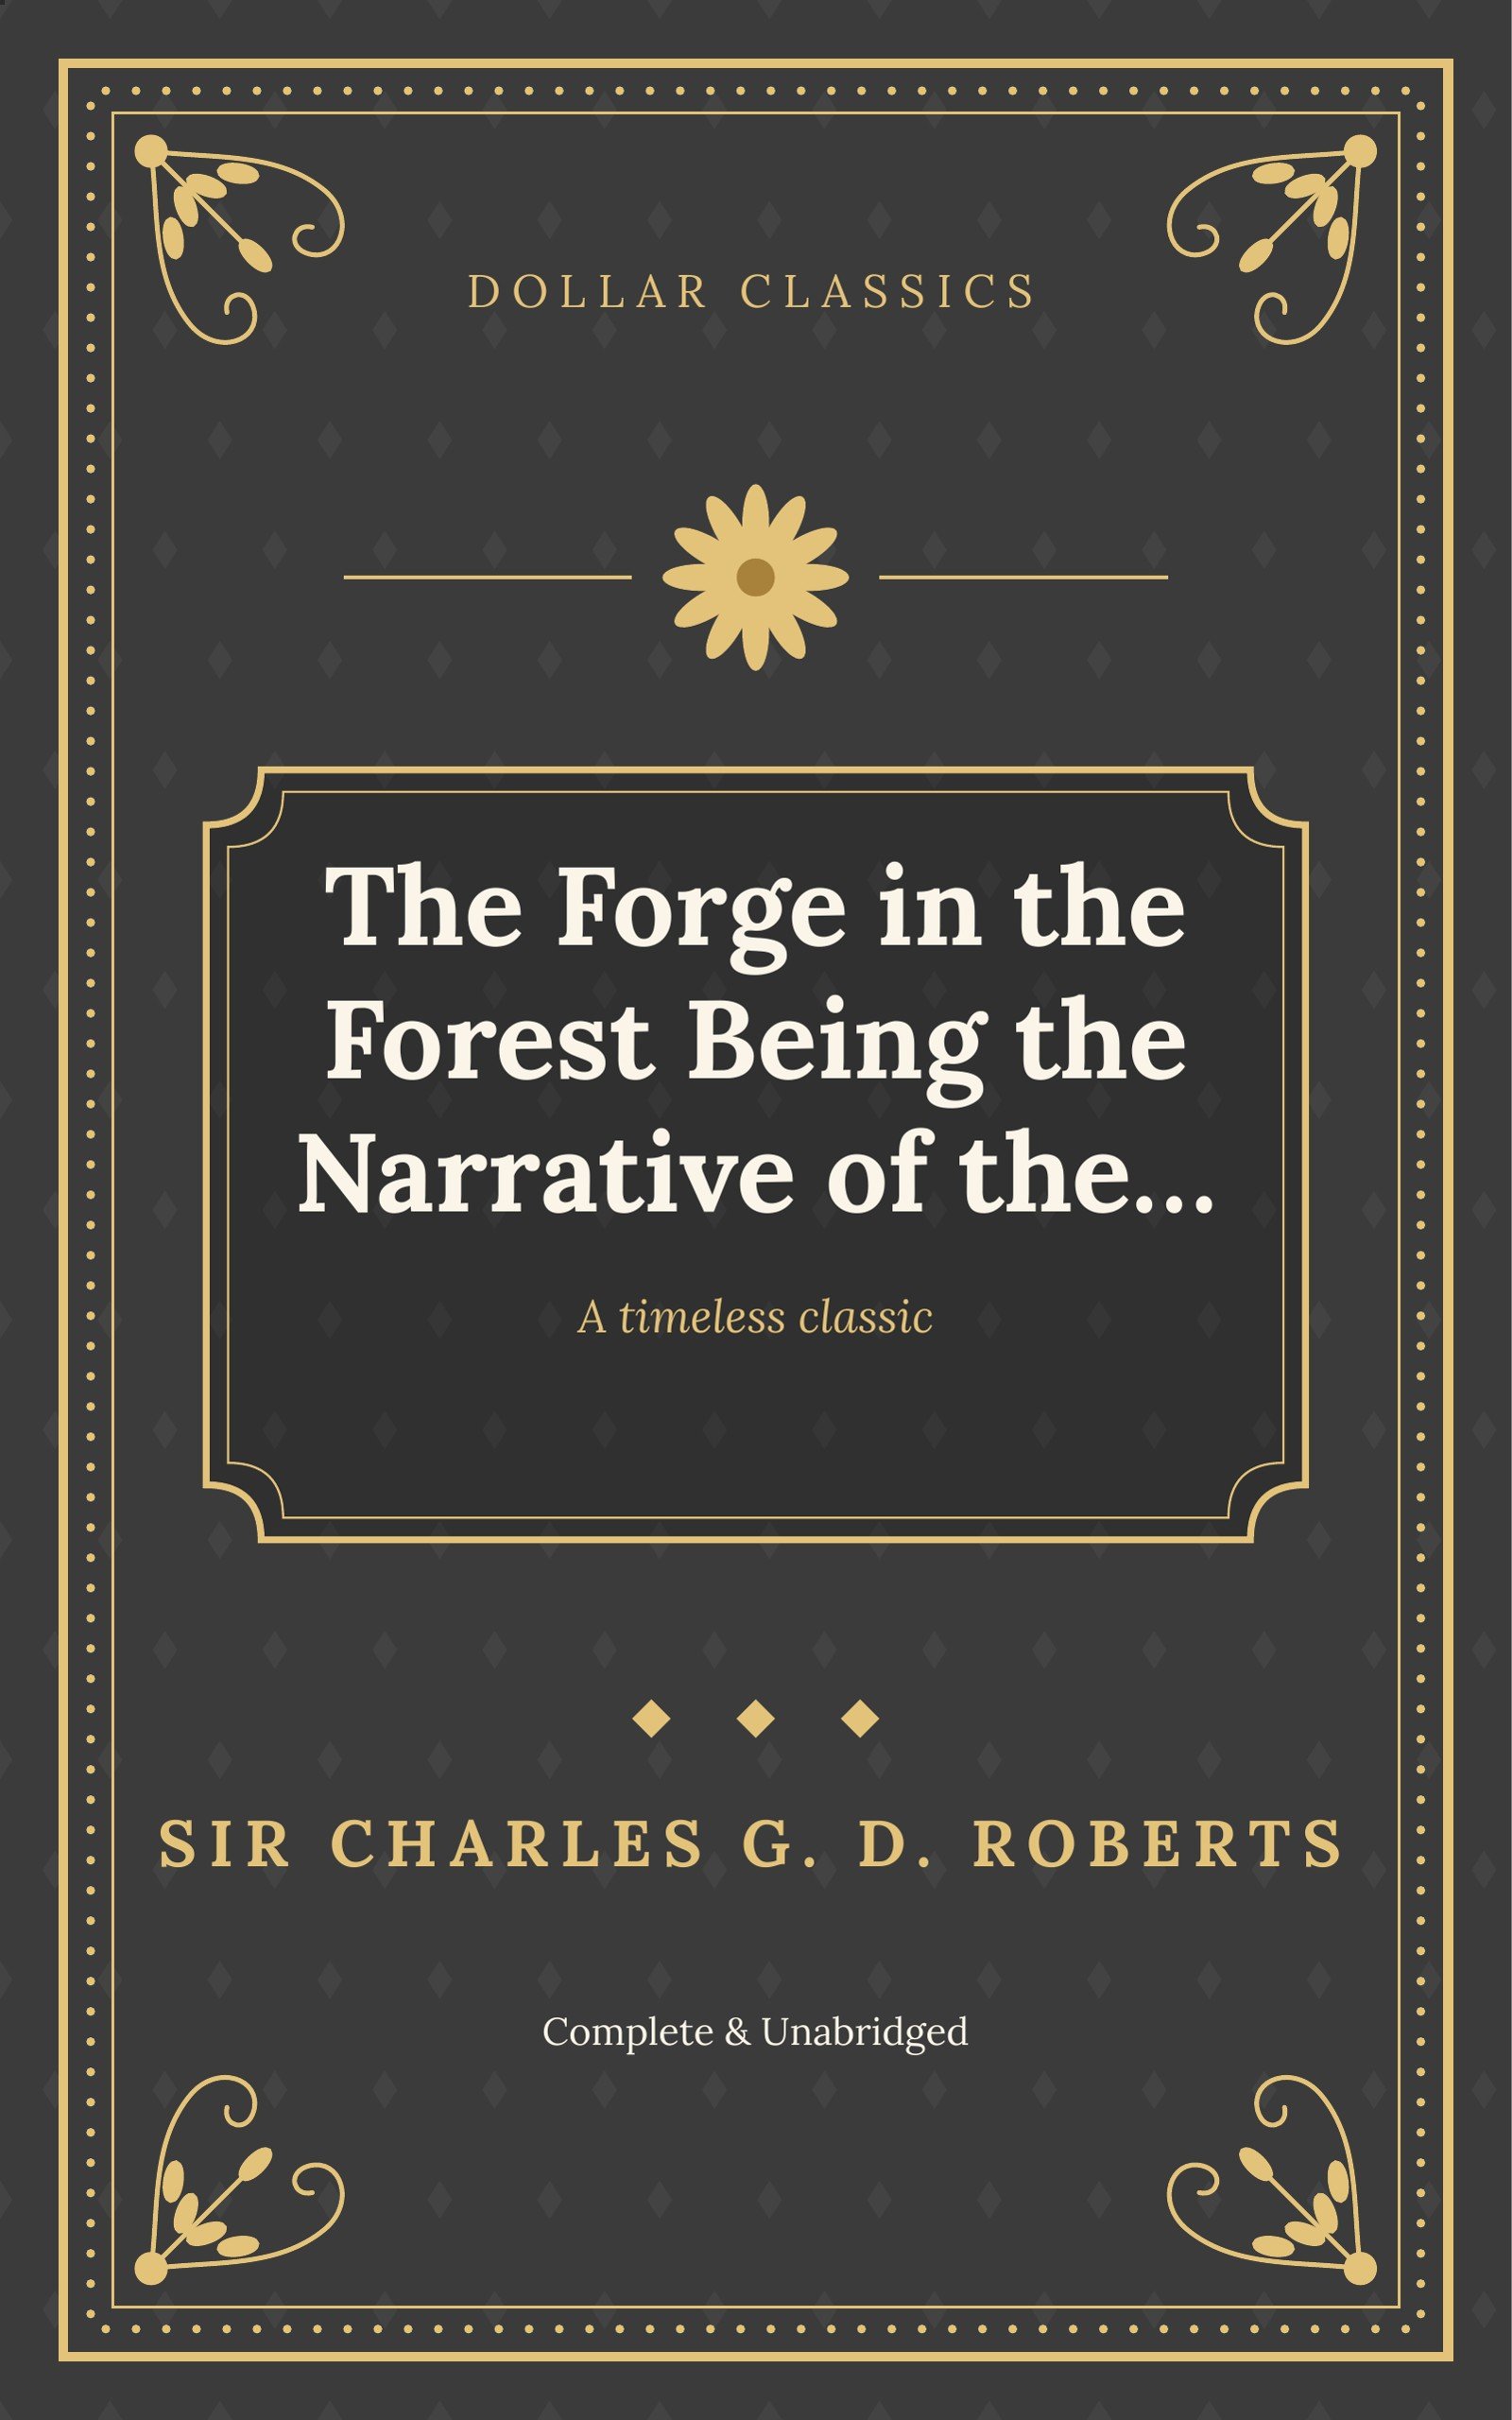 DOLLAR CLASSICS
The Forge in the
Forest Being the
Narrative of the...
A timeless classic
SIR CHARLES G. D. ROBERTS
Complete & Unabridged